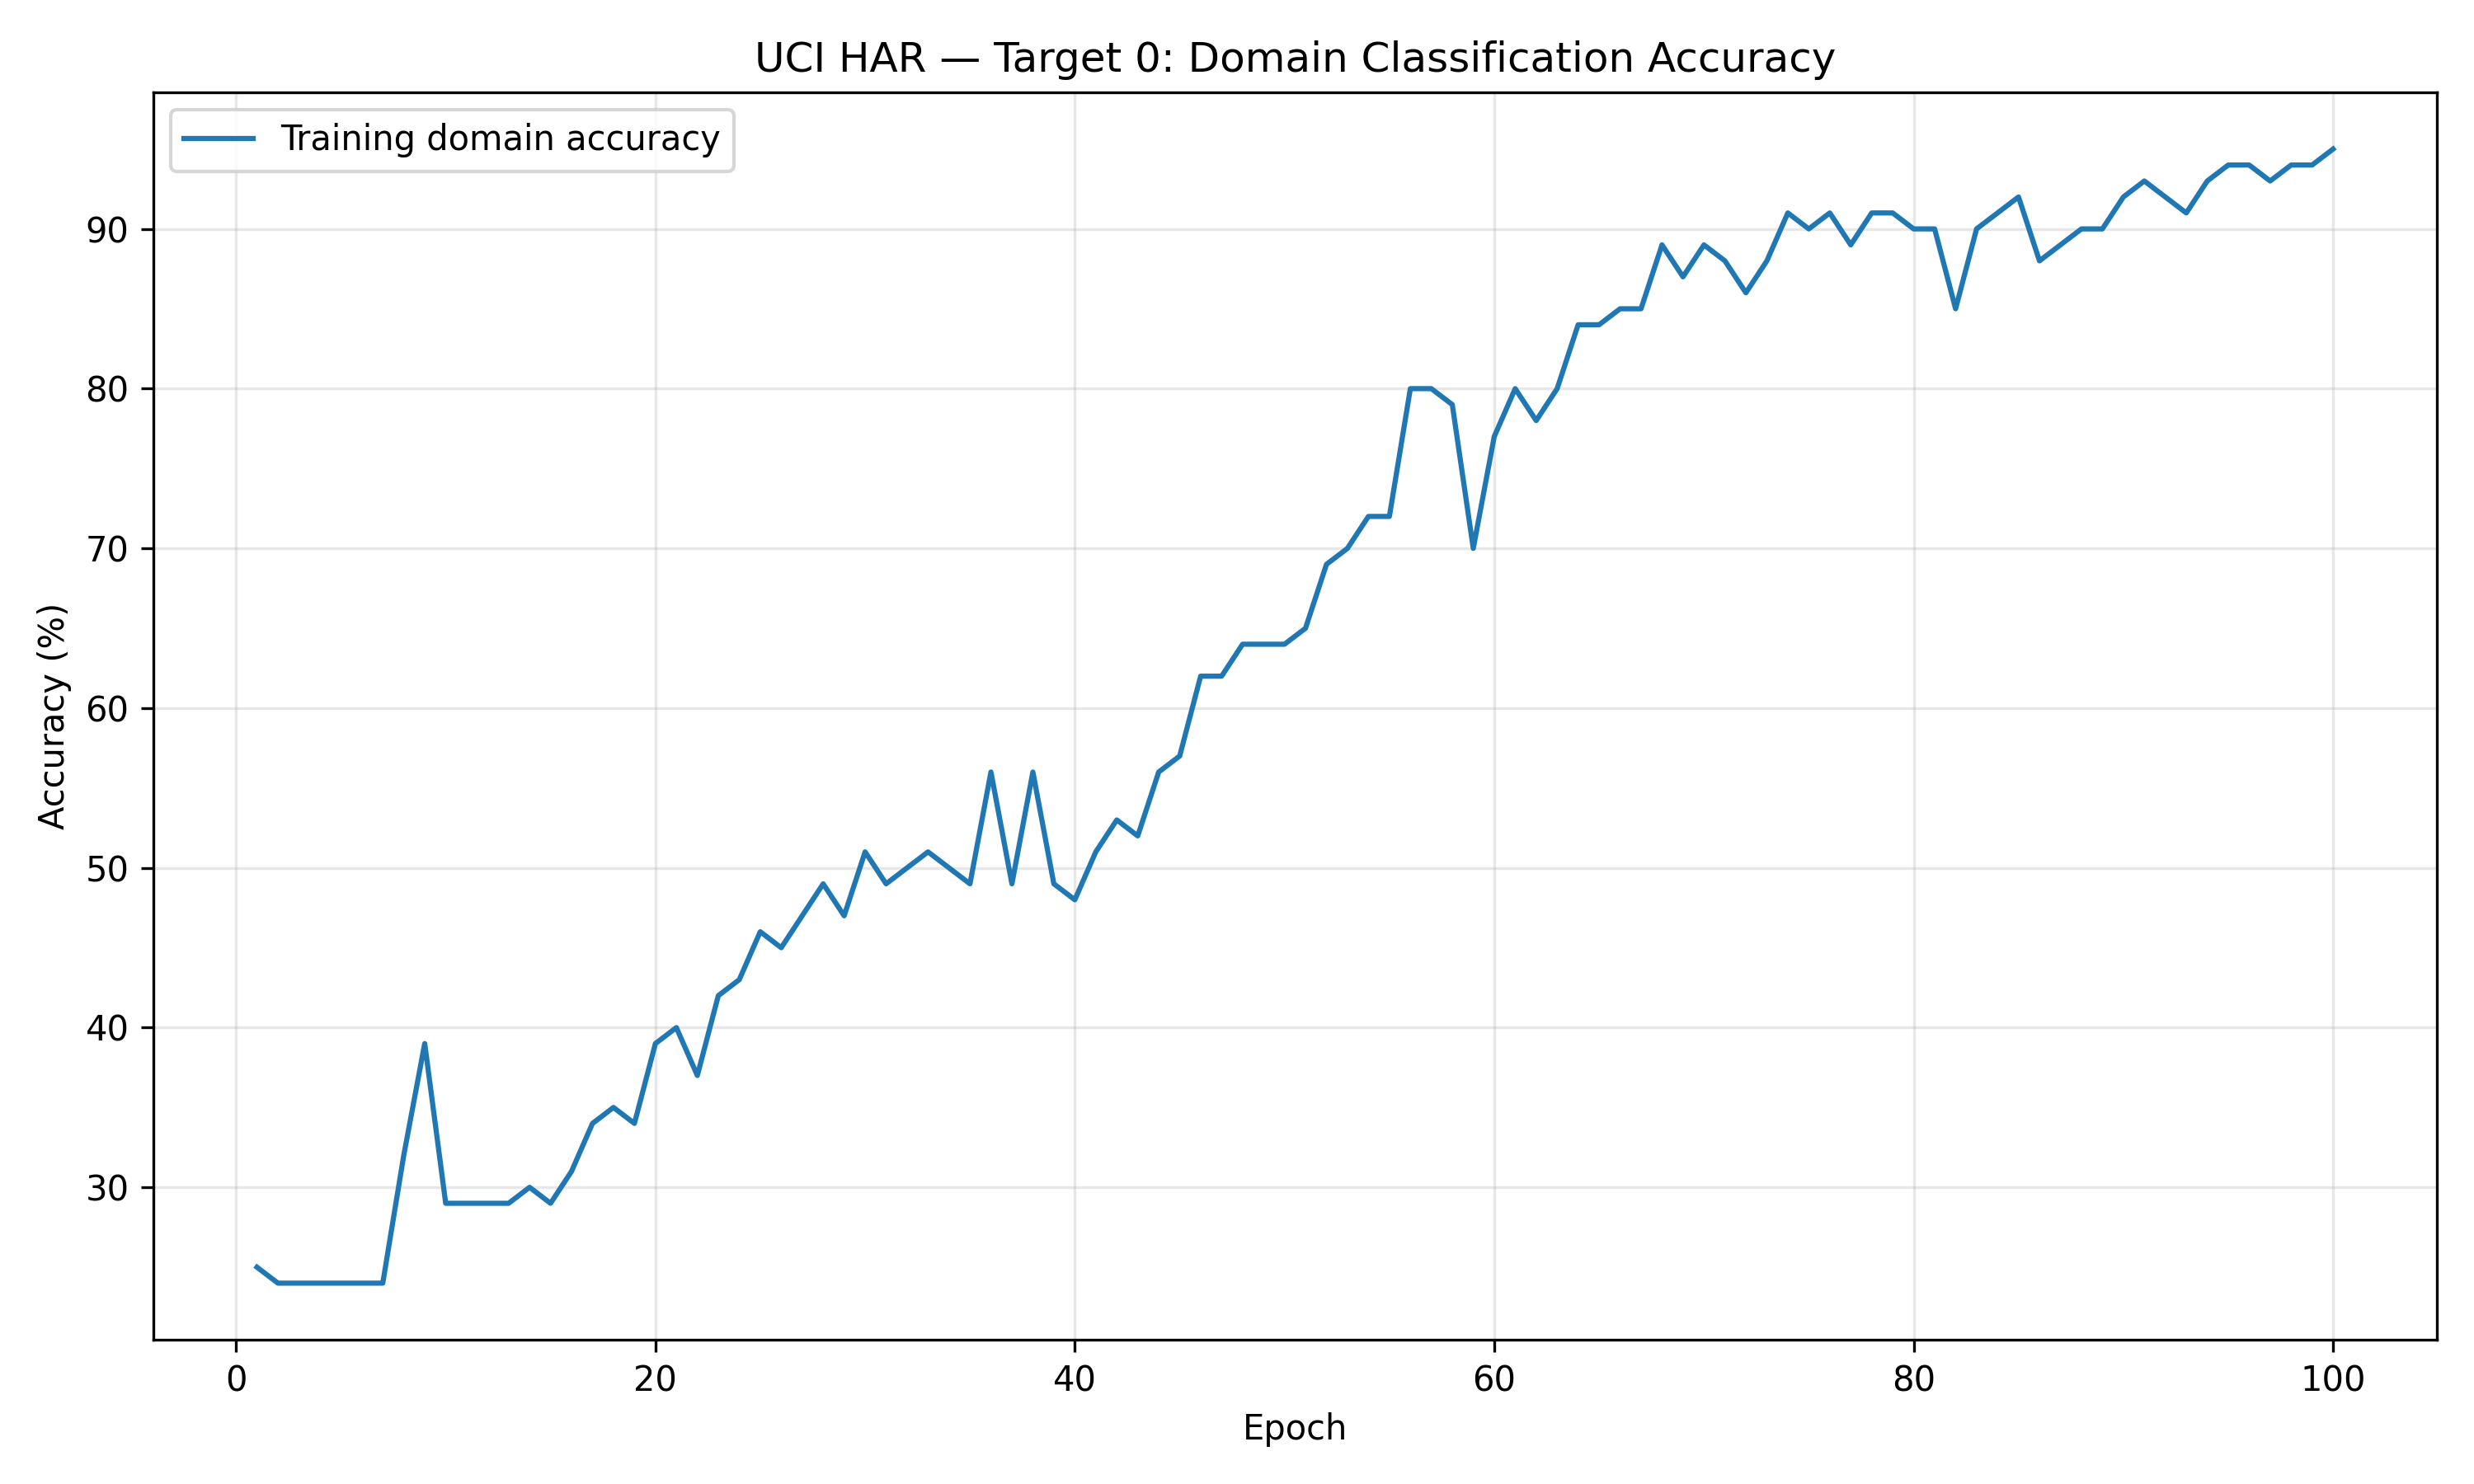 UCI HAR — Target 0: Domain Classification Accuracy
Training domain accuracy
90
80
70
60
50
40
30
Accuracy (%)
0 20 40 60 80 100
Epoch